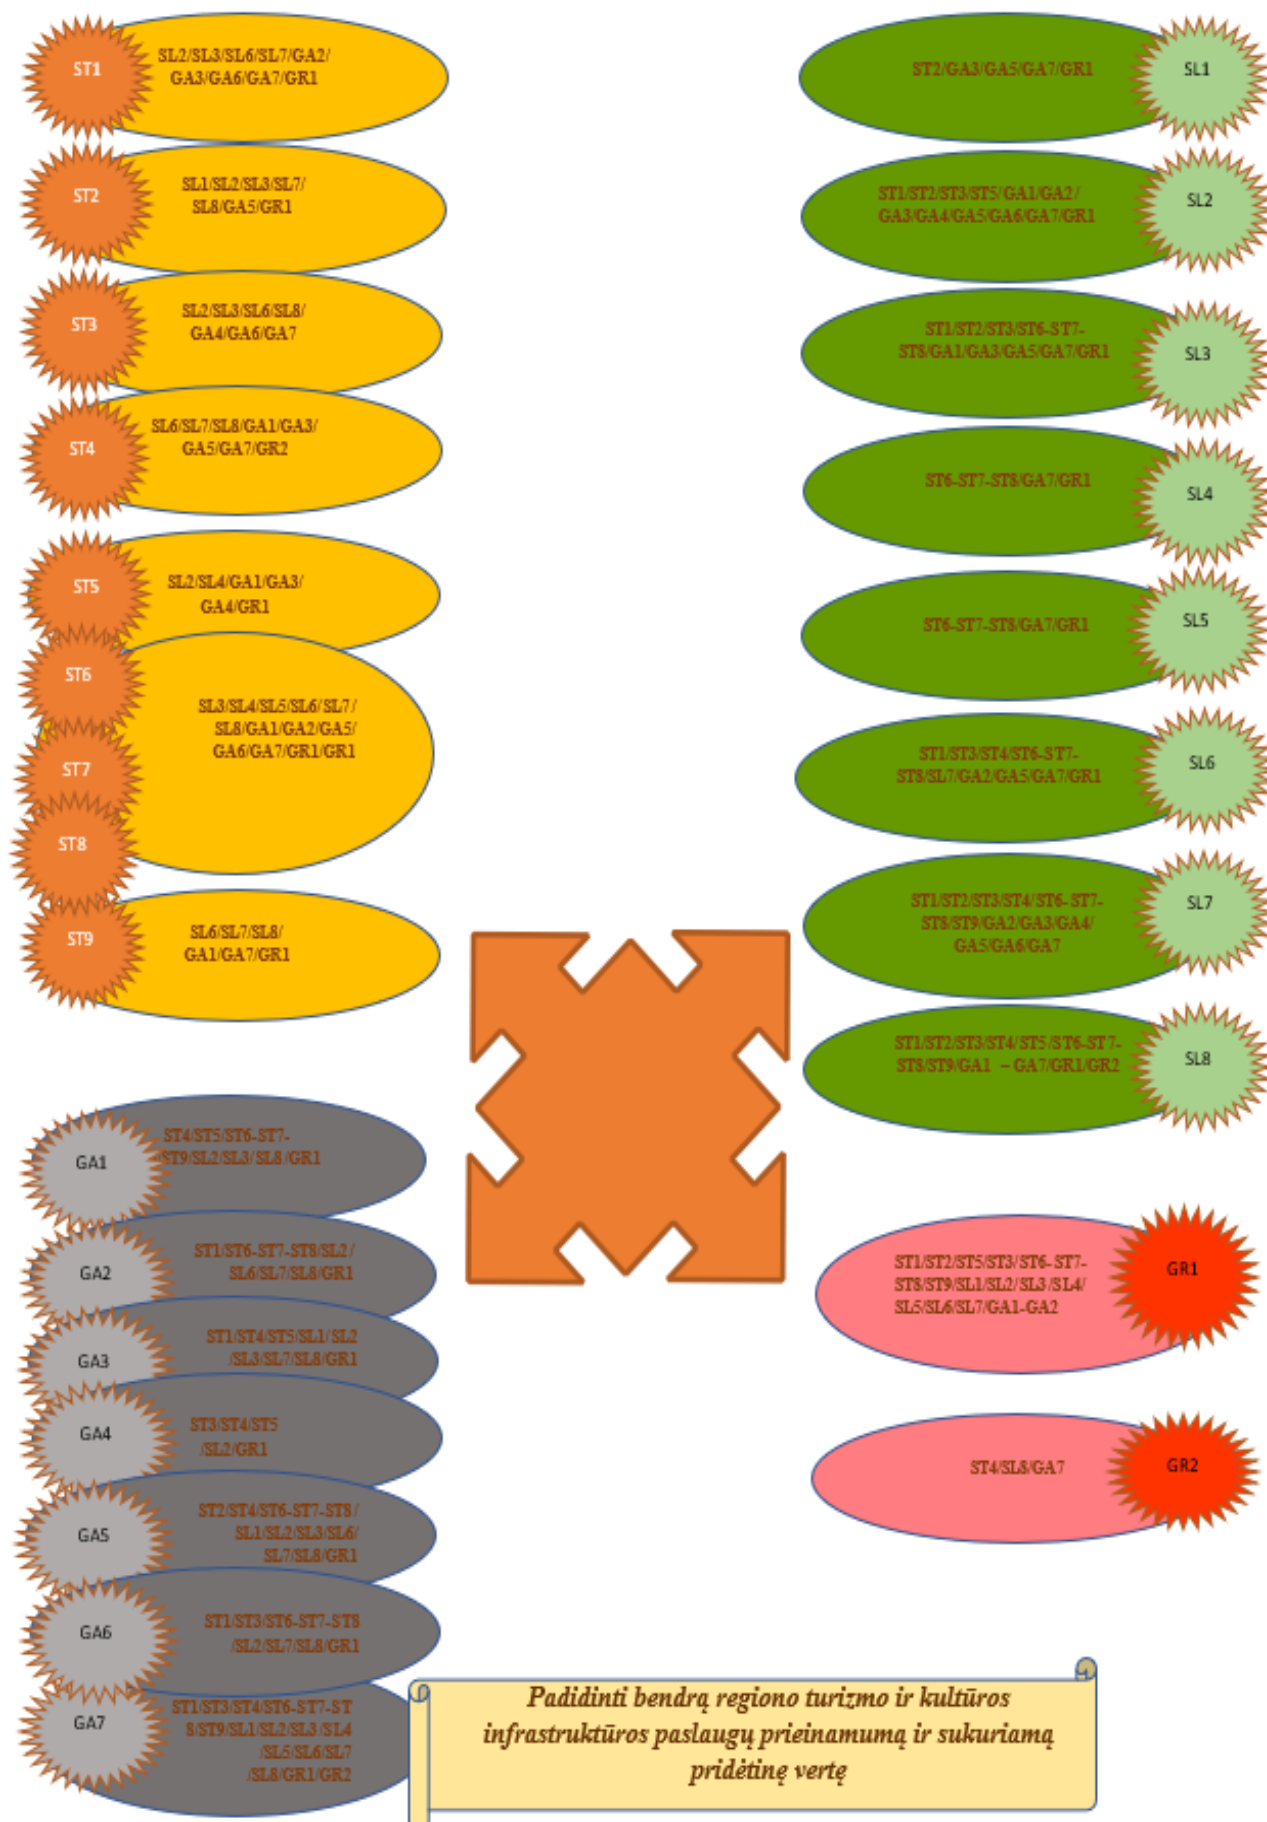 ST1
SL2/SL3/SL6/SL7/GA2/
GA3/GA6/GA7/GR1
ST2
SL1/SL2/SL3/SL7/
SL8/GA5/GR1
ST3
SL2/SL3/SL6/SL8/
GA4/GA6/GA7
ST4
SL6/SL7/SL8/GA1/GA3/
GA5/GA7/GR2
ST5
SL2/SL4/GA1/GA3/
GA4/GR1
ST6
ST7
ST8
SL3/SL4/SL5/SL6/SL7/
SL8/GA1/GA2/GA5/
GA6/GA7/GR1/GR1
ST9
SL6/SL7/SL8/
GA1/GA7/GR1
ST2/GA3/GA5/GA7/GR1
SL1
ST1/ST2/ST3/ST5/GA1/GA2/
GA3/GA4/GA5/GA6/GA7/GR1
SL2
ST1/ST2/ST3/ST6-ST7-
ST8/GA1/GA3/GA5/GA7/GR1
SL3
ST6-ST7-ST8/GA7/GR1
SL4
ST6-ST7-ST8/GA7/GR1
SL5
ST1/ST3/ST4/ST6-ST7-
ST8/SL7/GA2/GA5/GA7/GR1
SL6
ST1/ST2/ST3/ST4/ST6-ST7-
ST8/ST9/GA2/GA3/GA4/
GA5/GA6/GA7
SL7
ST1/ST2/ST3/ST4/ST5/ST6-ST7-
ST8/ST9/GA1 – GA7/GR1/GR2
SL8
GA1
ST4/ST5/ST6-ST7-
/ST9/SL2/SL3/SL8/GR1
GA2
ST1/ST6-ST7-ST8/SL2/
SL6/SL7/SL8/GR1
GA3
ST1/ST4/ST5/SL1/SL2
/SL3/SL7/SL8/GR1
GA4
ST3/ST4/ST5
/SL2/GR1
GA5
ST2/ST4/ST6-ST7-ST8/
SL1/SL2/SL3/SL6/
SL7/SL8/GR1
GA6
ST1/ST3/ST6-ST7-ST8
/SL2/SL7/SL8/GR1
GA7
ST1/ST3/ST4/ST6-ST7-ST
8/ST9/SL1/SL2/SL3/SL4
/SL5/SL6/SL7
/SL8/GR1/GR2
ST1/ST2/ST5/ST3/ST6-ST7-
ST8/ST9/SL1/SL2/SL3/SL4/
SL5/SL6/SL7/GA1-GA2
GR1
ST4/SL8/GA7
GR2
Padidinti bendrą regiono turizmo ir kultūros
infrastruktūros paslaugų prieinamumą ir sukuriamą
pridėtinę vertę